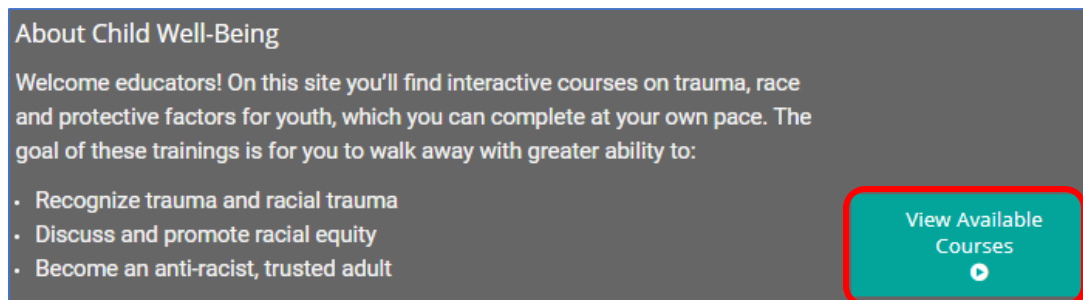 About Child Well-Being
Welcome educators! On this site you'll find interactive courses on trauma, race
and protective factors for youth, which you can complete at your own pace. The
goal of these trainings is for you to walk away with greater ability to:
• Recognize trauma and racial trauma
• Discuss and promote racial equity
• Become an anti-racist, trusted adult
View Available
Courses